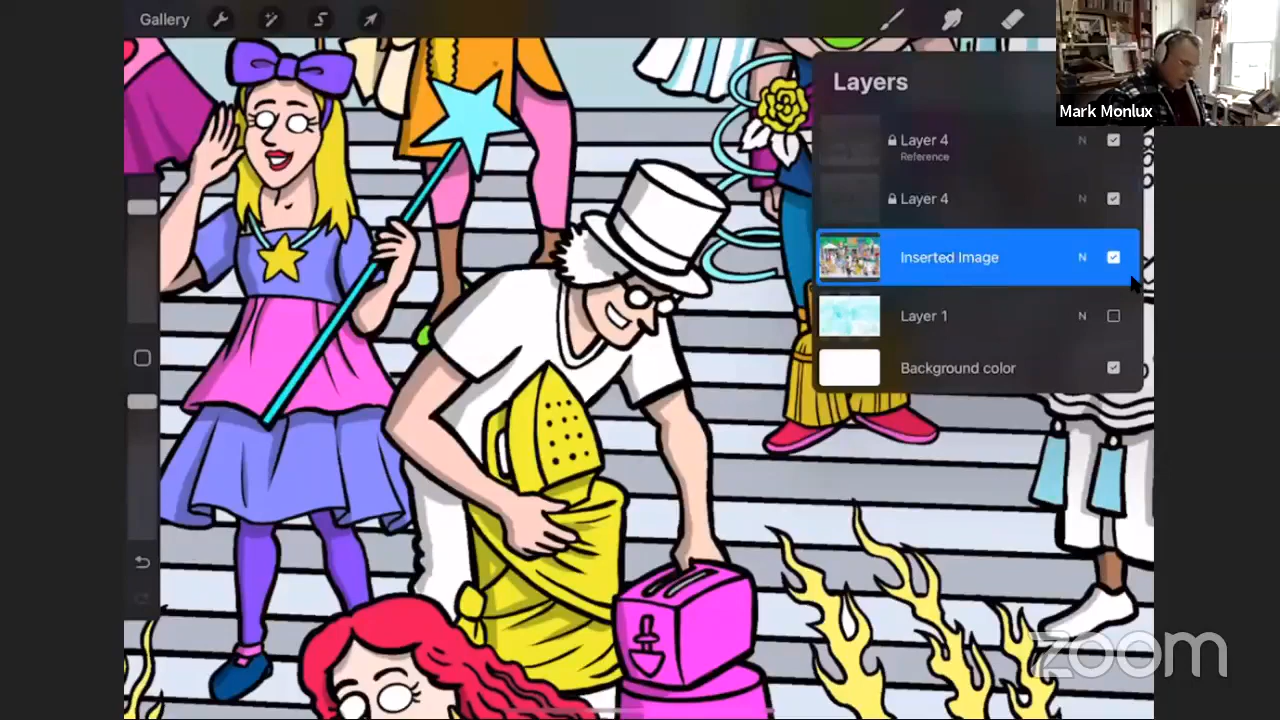 Gallery
Layers
Layer 4
N
Reference
Layer 4
N
Inserted Image
N
Layer 1
N
Background color
Mark Monlux
zoom